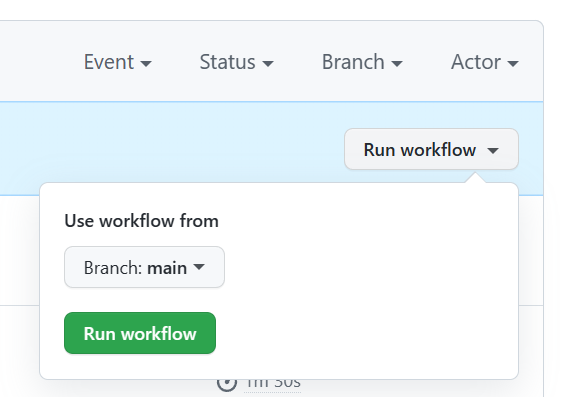 Event Status Branch Actor
Run workflow
Use workflow from
Branch: main
Run workflow
1m 30s